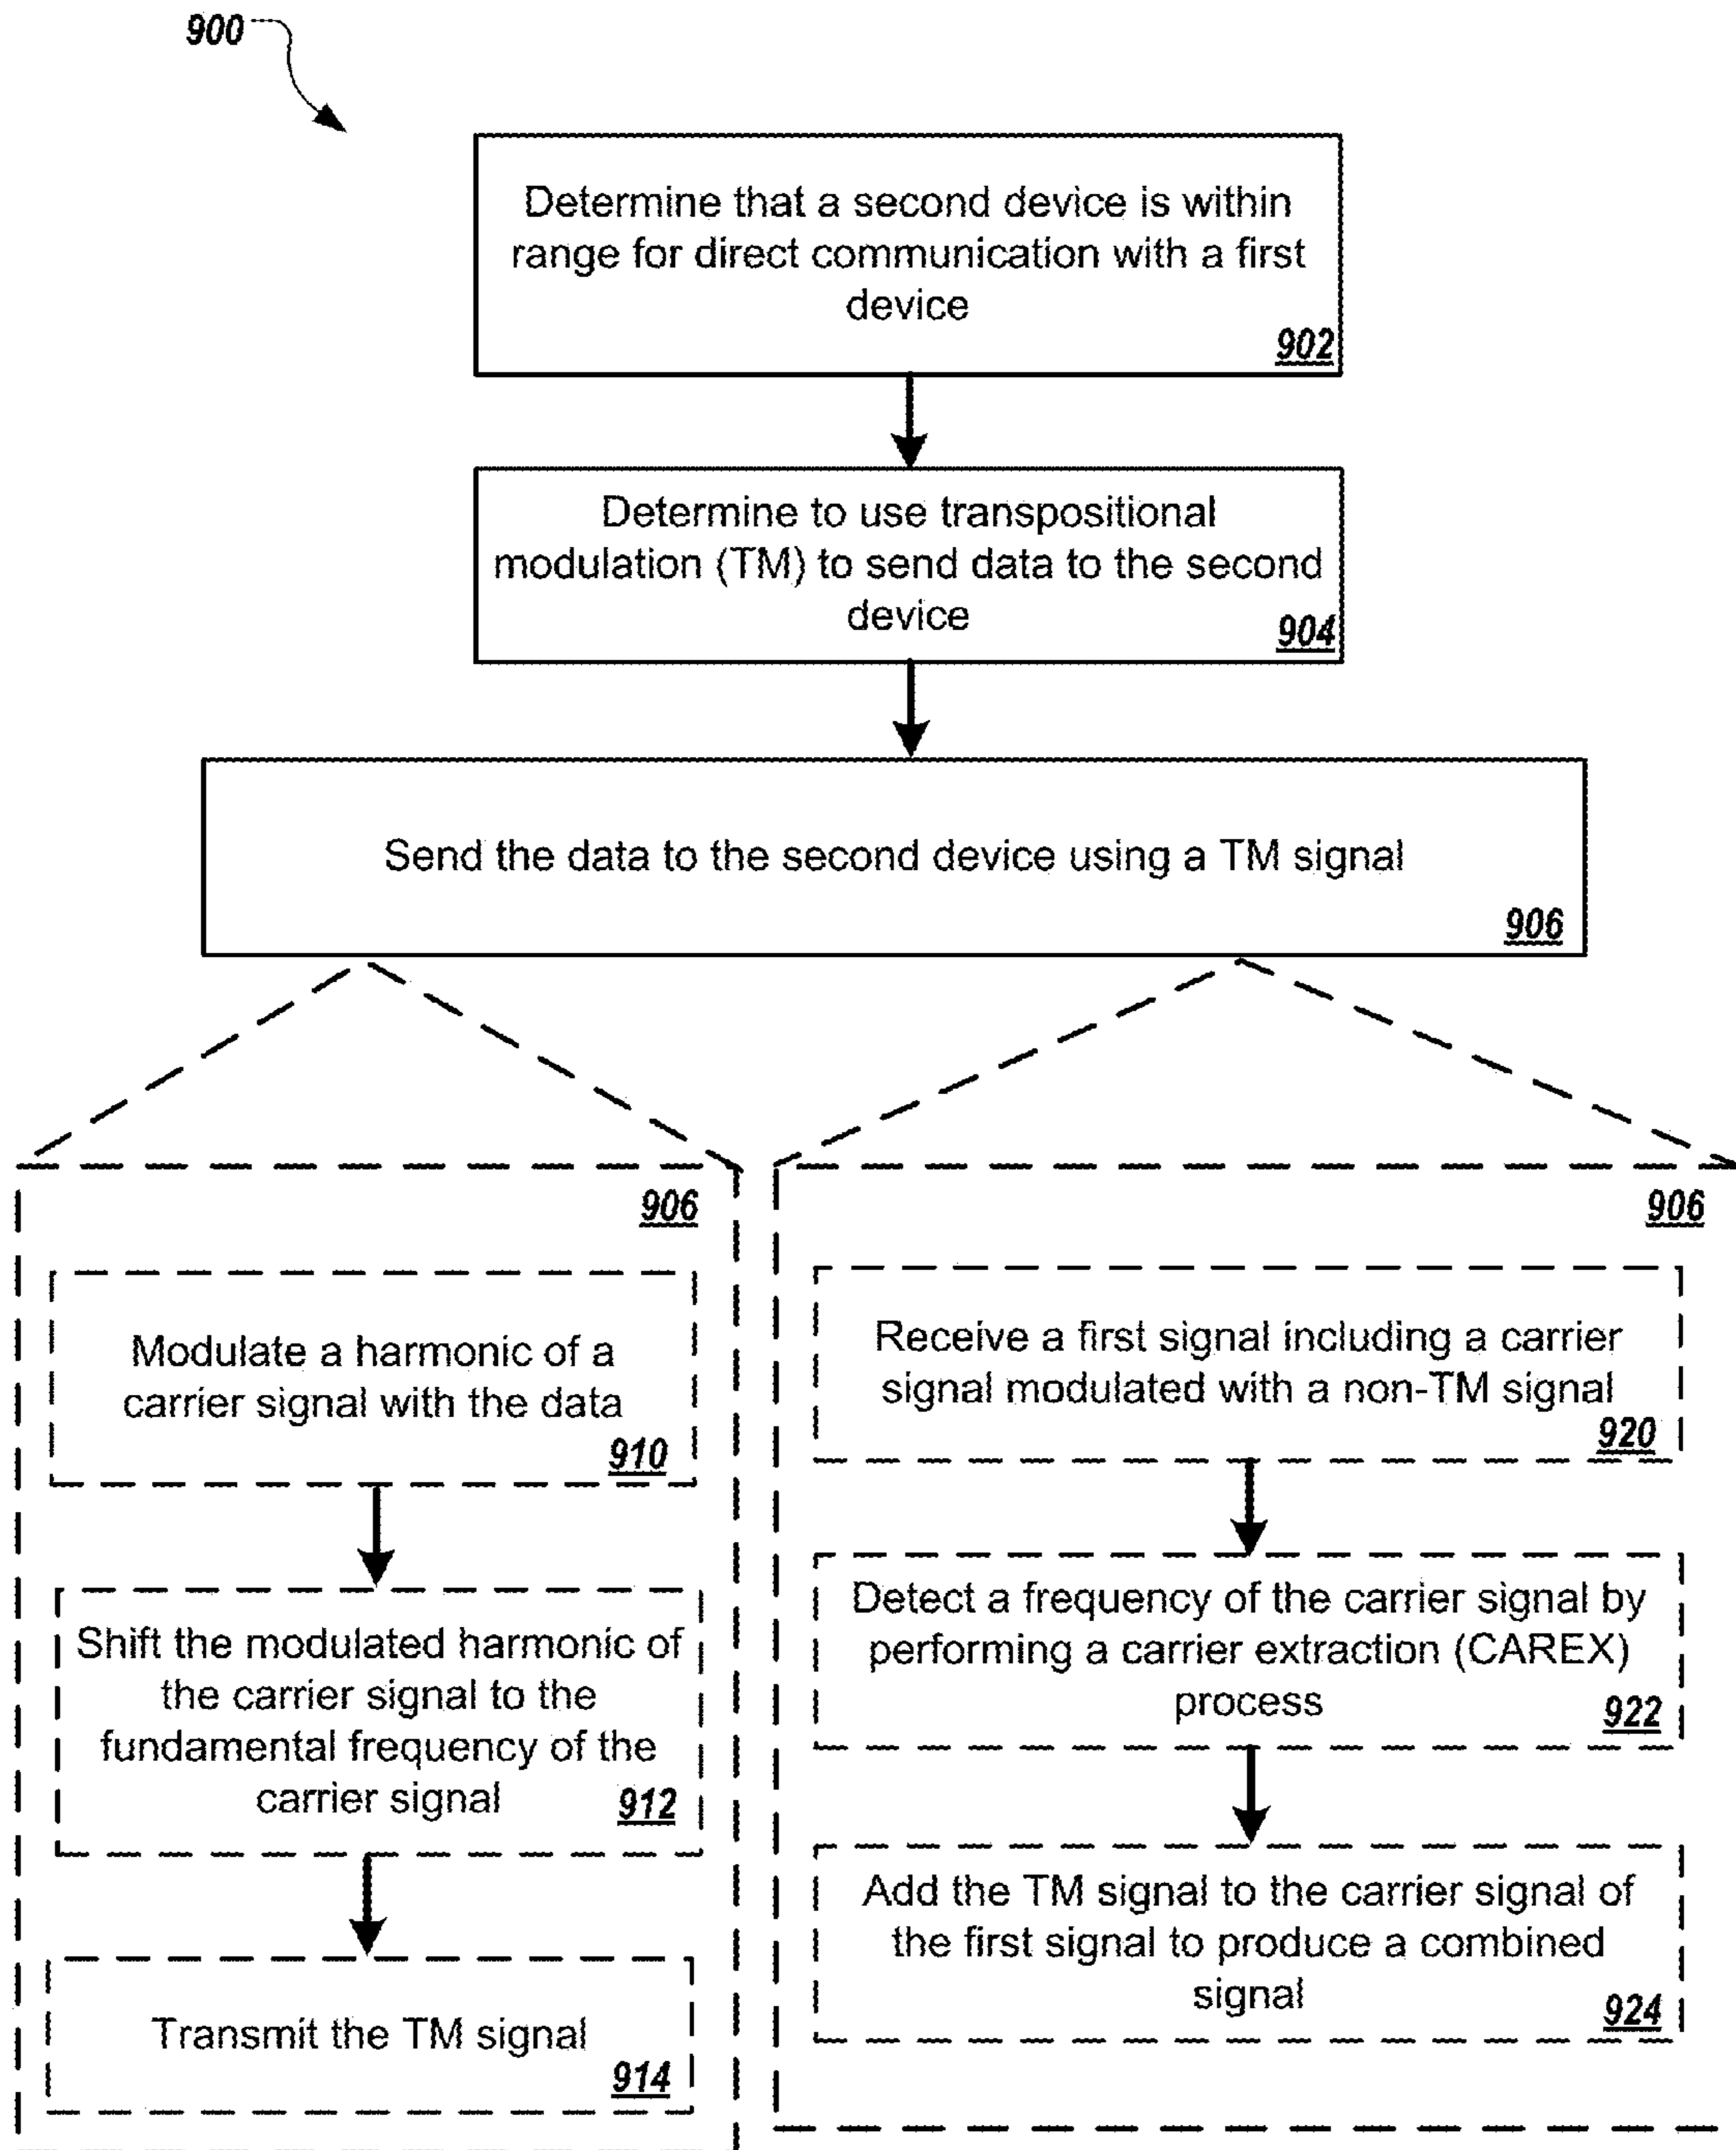 900
Determine that a second device is within
range for direct communication with a first
device
902
Determine to use transpositional
modulation (TM) to send data to the second
device
904
Send the data to the second device using a TM signal
906
906
Modulate a harmonic of a
carrier signal with the data
910
Shift the modulated harmonic of
the carrier signal to the
fundamental frequency of the
carrier signal
912
Transmit the TM signal
914
906
Receive a first signal including a carrier
signal modulated with a non-TM signal
920
Detect a frequency of the carrier signal by
performing a carrier extraction (CAREX)
process
922
Add the TM signal to the carrier signal of
the first signal to produce a combined
signal
924